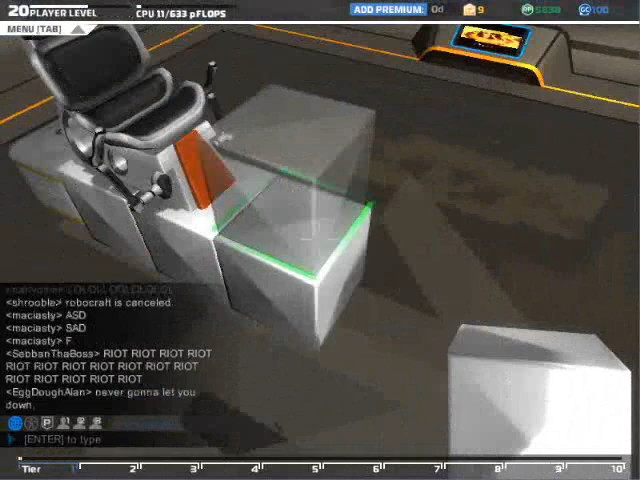 20 PLAYER LEVEL
CPU 11/633 pFLOPS
ADD PREMIUM: 0d
9
GC 100
MENU [TAB]
<shrooble> robocraft is canceled.
<maciasty> ASD
<maciasty> SAD
<maciasty> F
<SebbanThaBoss> RIOT RIOT RIOT RIOT
RIOT RIOT RIOT RIOT RIOT RIOT RIOT
RIOT RIOT RIOT RIOT RIOT
<EggDoughAlan> never gonna let you
down.
[ENTER] to type
Tier 1 2 3 4 5 6 7 8 9 10